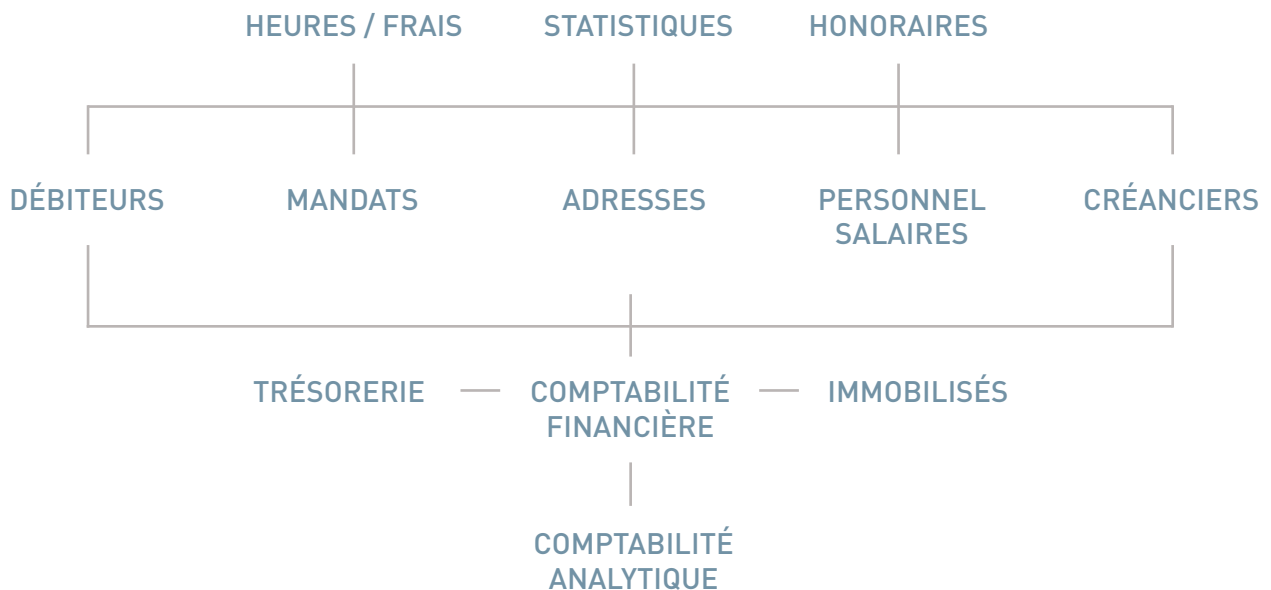 HEURES / FRAIS STATISTIQUES HONORAIRES
DÉBITEURS MANDATS ADRESSES PERSONNEL SALAIRES CRÉANCIERS
TRÉSORERIE COMPTABILITÉ FINANCIÈRE IMMOBILISÉS
COMPTABILITÉ
ANALYTIQUE